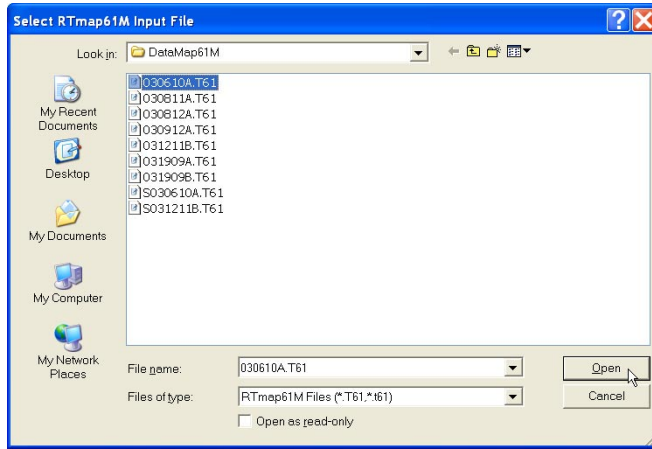 Select RTmap61M Input File
Look in: DataMap61M
My Recent
Documents
Desktop
My Documents
My Computer
My Network
Places
030610A.T61
030811A.T61
030812A.T61
030912A.T61
031211B.T61
031909A.T61
031909B.T61
S030610A.T61
S031211B.T61
File name: 030610A.T61 Open
Files of type: RTmap61M Files (*.T61,*.t61) Cancel
Open as read-only